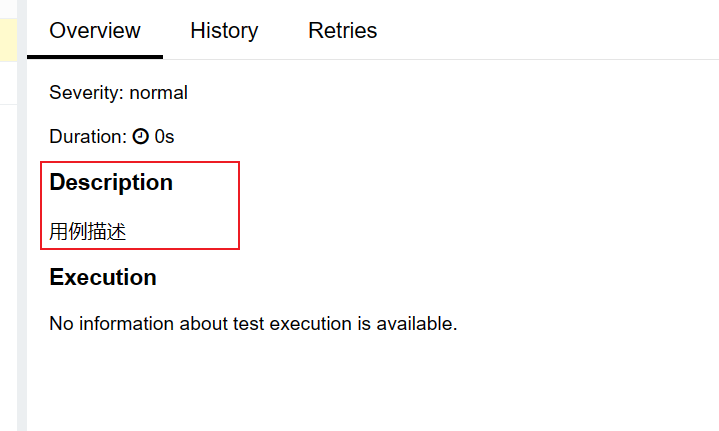 Overview History Retries
Severity: normal
Duration: 0s
Description
用例描述
Execution
No information about test execution is available.